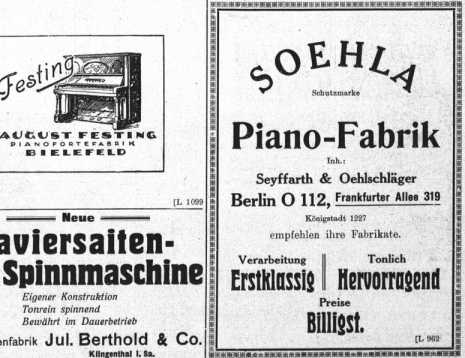 Festing
AUGUST FESTING
PIANOFORTEFABRIK
BIELEFELD
[L 1099
Neue
aviersaiten-
Spinnmaschine
Eigener Konstruktion
Tonrein spinnend
Bewährt im Dauerbetrieb
enfabrik Jul. Berthold & Co.
Klingenthal i. Sa.
SOEHLA
Schutzmarke
Piano-Fabrik
Inh.:
Seyffarth & Oehlschläger
Berlin O 112, Frankfurter Allee 319
Königstadt 1227
empfehlen ihre Fabrikate.
Verarbeitung
Erstklassig
Tonlich
Hervorragend
Preise
Billigst.
[L 962